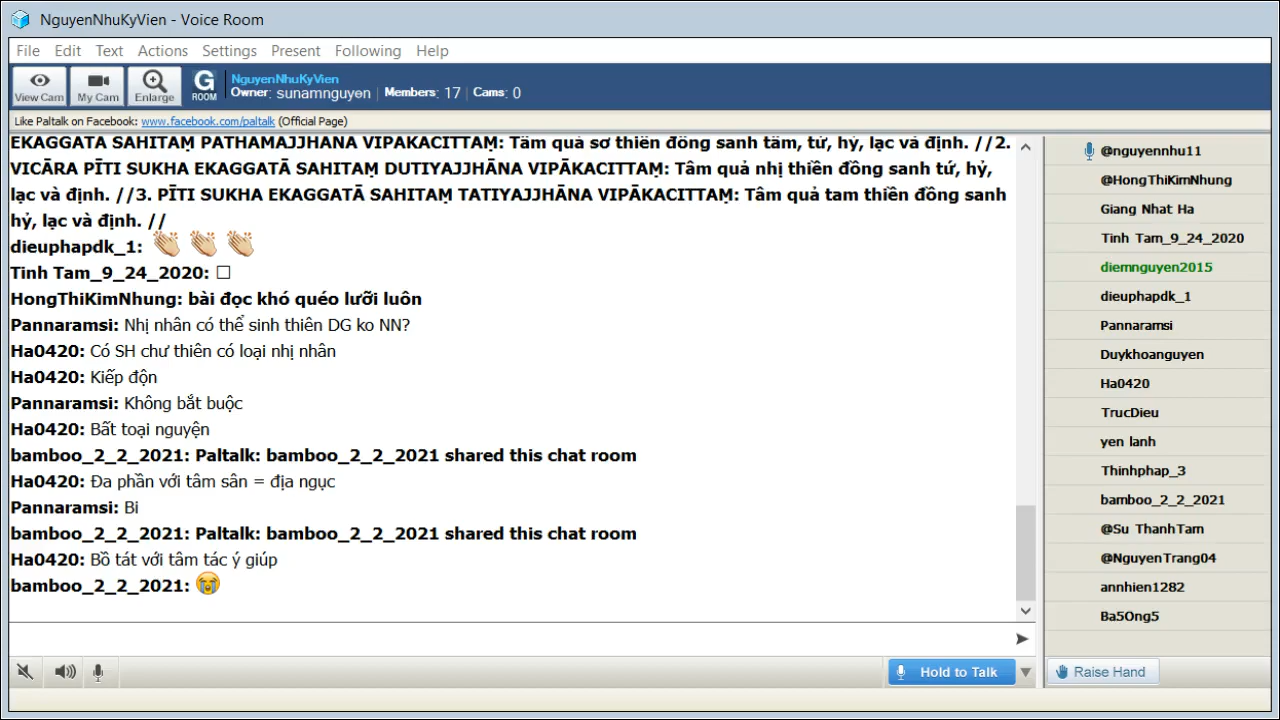 NguyenNhuKyVien - Voice Room
File Edit Text Actions Settings Present Following Help
View Cam My Cam Enlarge G ROOM NguyenNhuKyVien
Owner: sunamnguyen Members: 17 Cams: 0
Like Paltalk on Facebook: www.facebook.com/paltalk (Official Page)
EKAGGATĀ SAHITAṂ PATHAMAJJHĀNA VIPĀKACITTAṂ: Tâm quả sơ thiền đồng sanh tầm, tứ, hỷ, lạc và định. //2.
VICĀRA PĪTI SUKHA EKAGGATĀ SAHITAṂ DUTIYAJJHĀNA VIPĀKACITTAṂ: Tâm quả nhị thiền đồng sanh tứ, hỷ,
lạc và định. //3. PĪTI SUKHA EKAGGATĀ SAHITAṂ TATIYAJJHĀNA VIPĀKACITTAṂ: Tâm quả tam thiền đồng sanh
hỷ, lạc và định. //
dieuphapdk_1:
Tinh Tam_9_24_2020: □
HongThiKimNhung: bài đọc khó quéo lưỡi luôn
Pannaramsi: Nhị nhân có thể sinh thiên DG ko NN?
Ha0420: Có SH chư thiên có loại nhị nhân
Ha0420: Kiếp độn
Pannaramsi: Không bắt buộc
Ha0420: Bất toại nguyện
bamboo_2_2_2021: Paltalk: bamboo_2_2_2021 shared this chat room
Ha0420: Đa phần với tâm sân = địa ngục
Pannaramsi: Bi
bamboo_2_2_2021: Paltalk: bamboo_2_2_2021 shared this chat room
Ha0420: Bồ tát với tâm tác ý giúp
bamboo_2_2_2021: 😭
@nguyennhu11
@HongThiKimNhung
Giang Nhat Ha
Tinh Tam_9_24_2020
diemnguyen2015
dieuphapdk_1
Pannaramsi
Duykhoanguyen
Ha0420
TrucDieu
yen lanh
Thinhphap_3
bamboo_2_2_2021
@Su ThanhTam
@NguyenTrang04
annhien1282
Ba5Ong5
Hold to Talk
Raise Hand